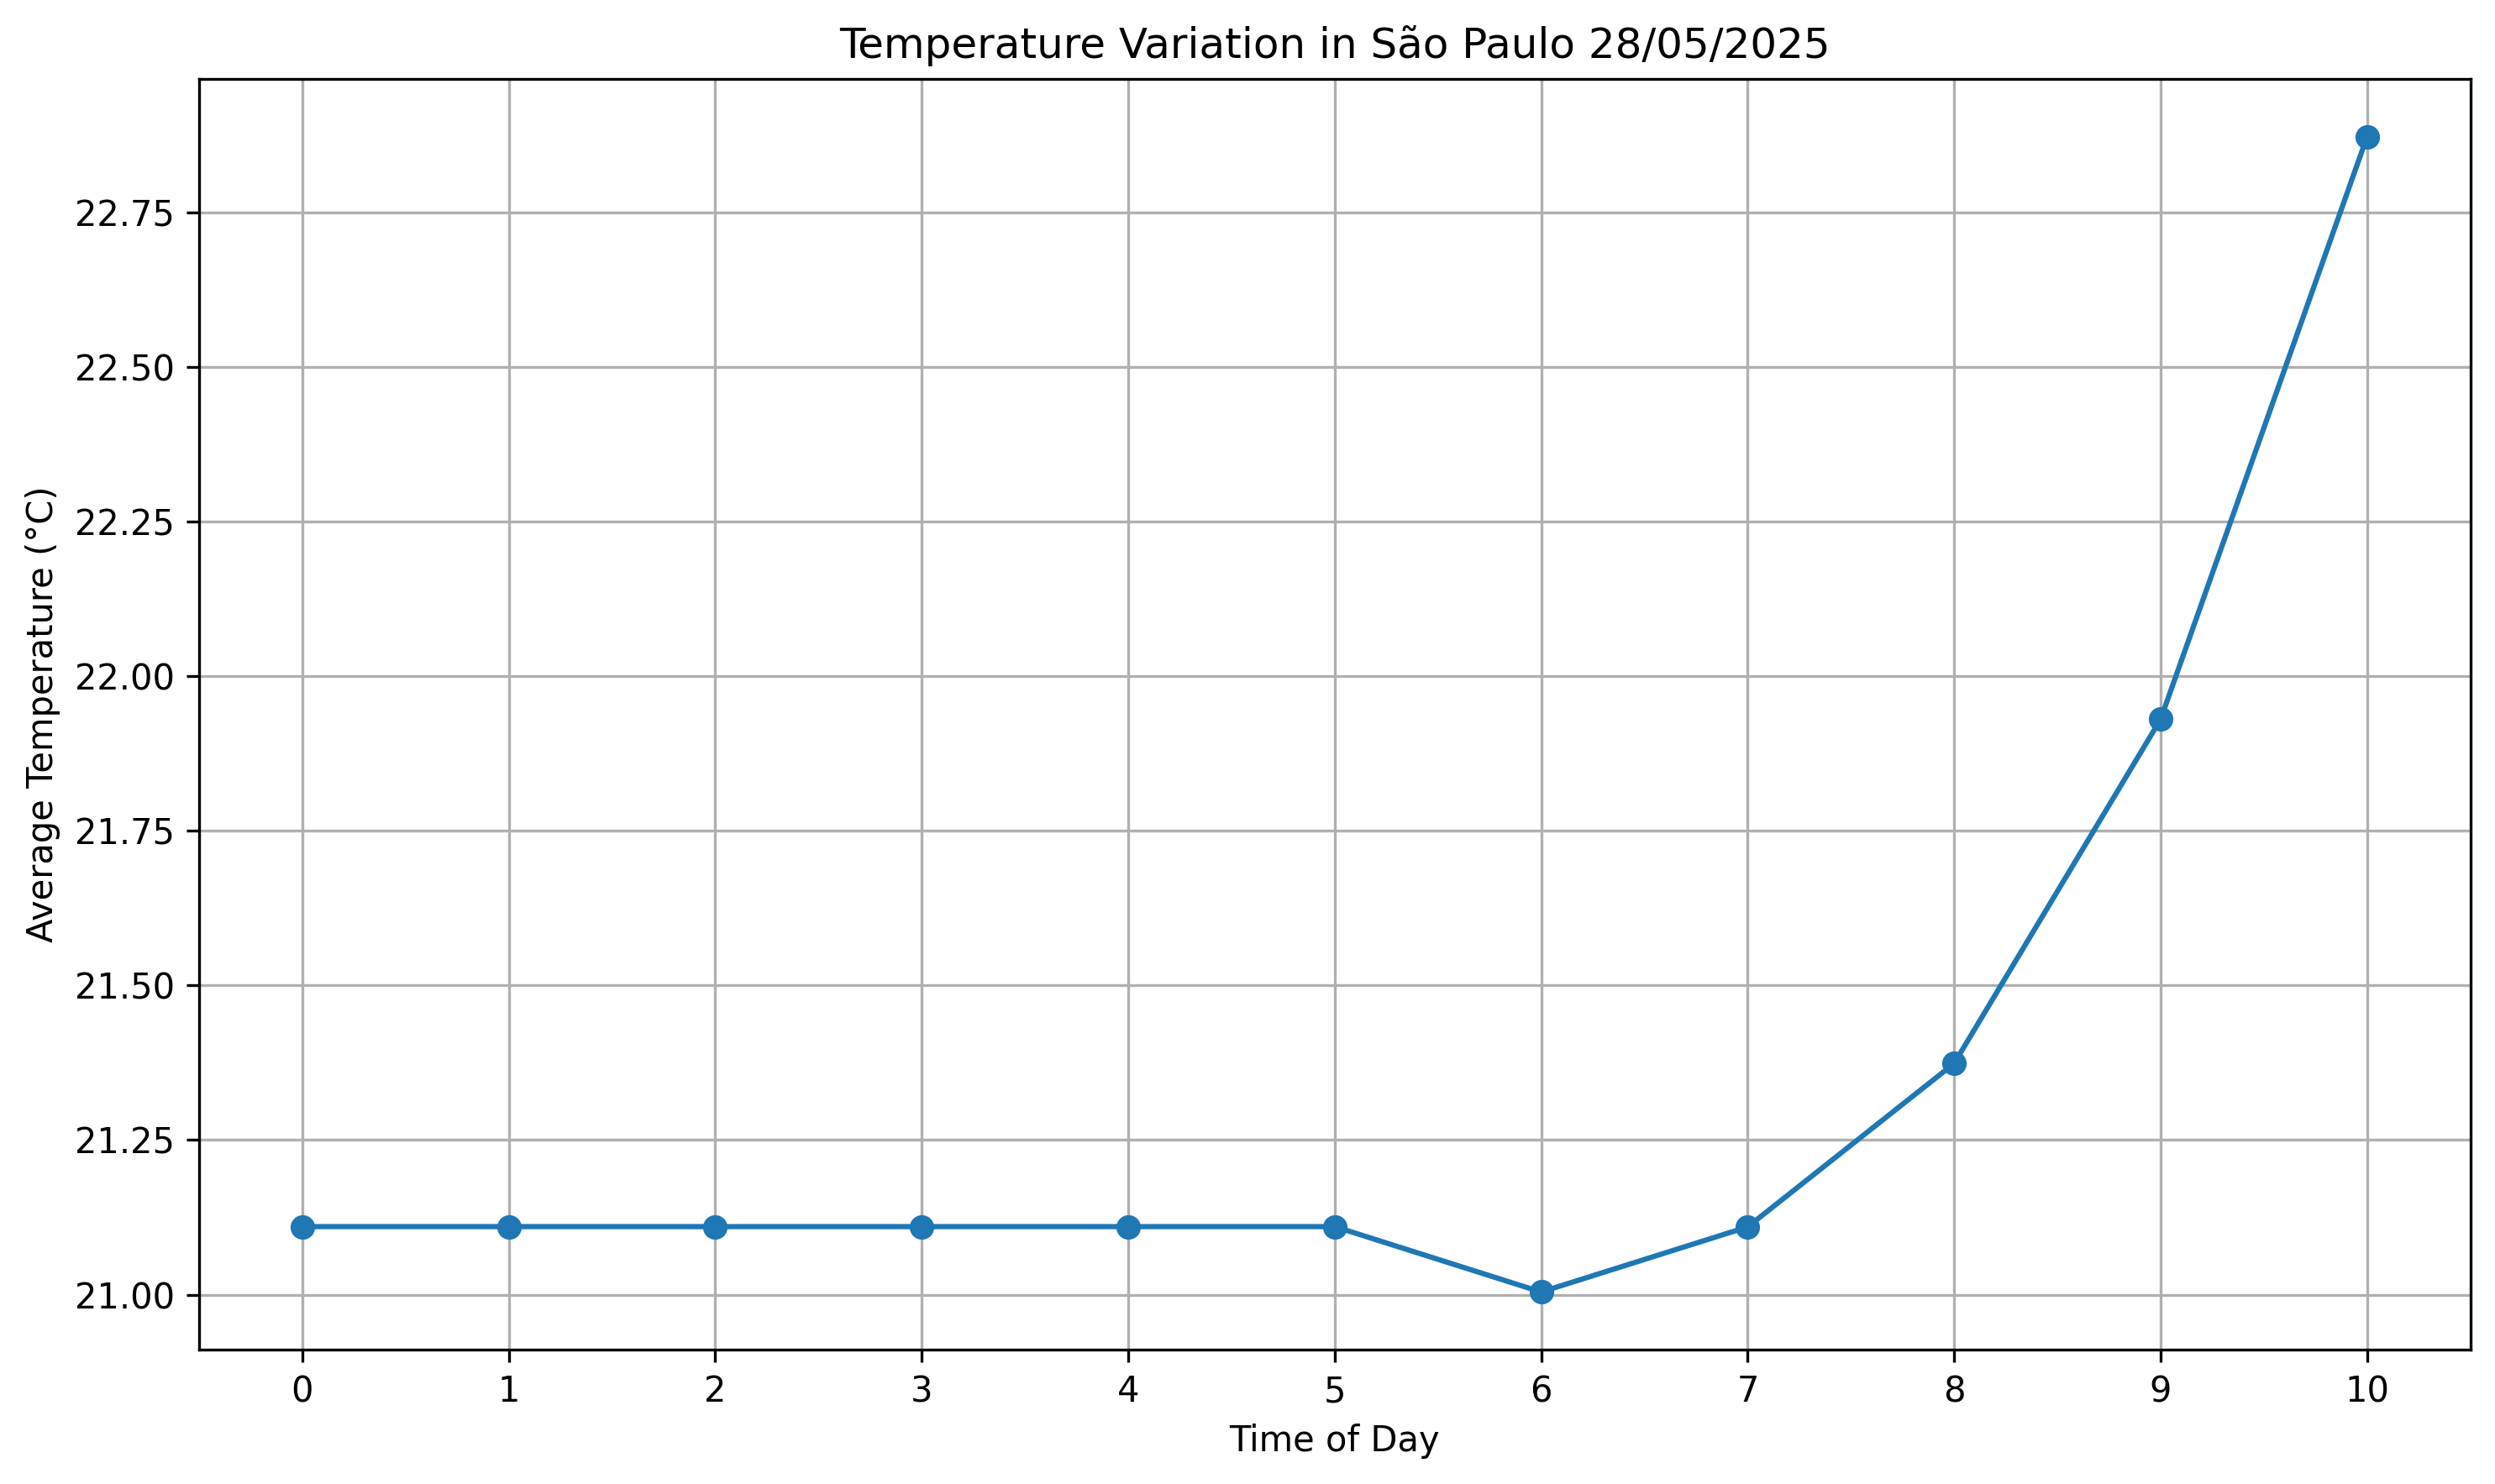 Temperature Variation in São Paulo 28/05/2025
Average Temperature (°C)
22.75
22.50
22.25
22.00
21.75
21.50
21.25
21.00
0 1 2 3 4 5 6 7 8 9 10
Time of Day